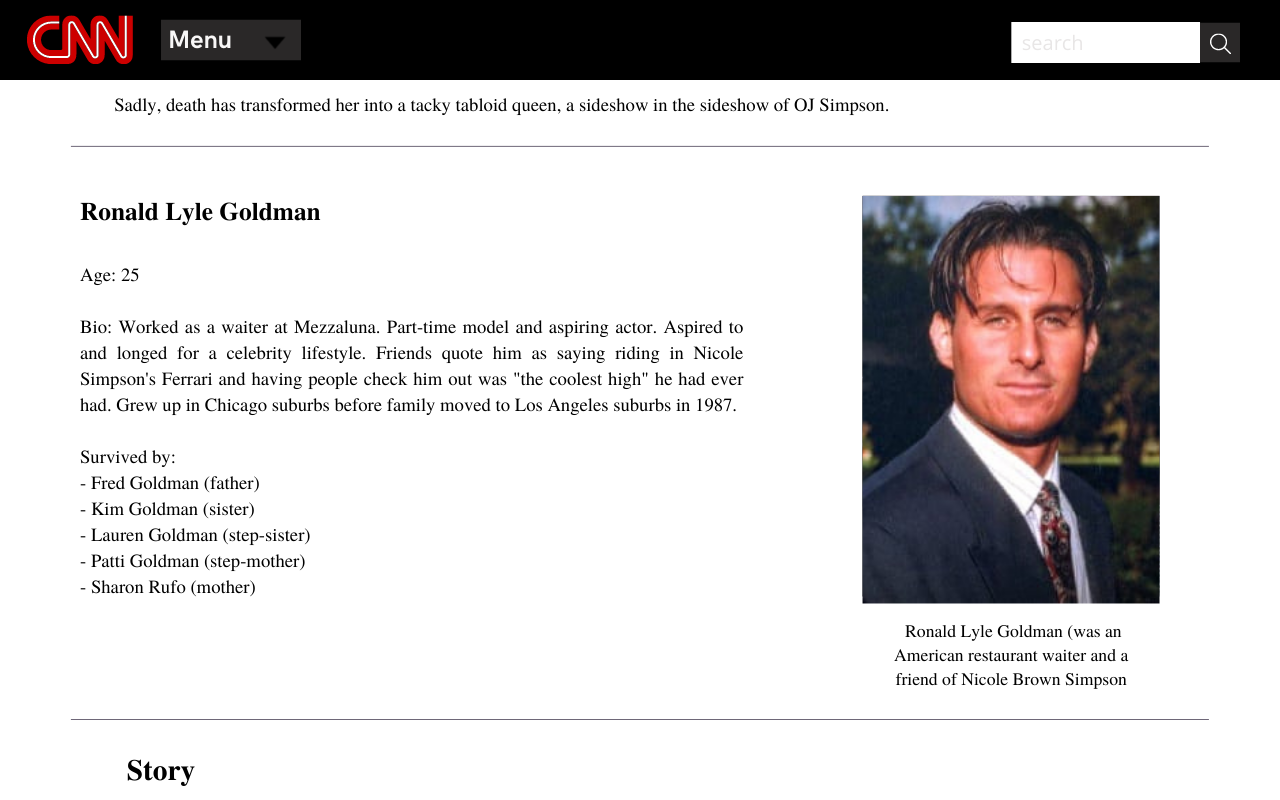 CNN
Menu
search
Sadly, death has transformed her into a tacky tabloid queen, a sideshow in the sideshow of OJ Simpson.
Ronald Lyle Goldman
Age: 25
Bio: Worked as a waiter at Mezzaluna. Part-time model and aspiring actor. Aspired to
and longed for a celebrity lifestyle. Friends quote him as saying riding in Nicole
Simpson's Ferrari and having people check him out was "the coolest high" he had ever
had. Grew up in Chicago suburbs before family moved to Los Angeles suburbs in 1987.
Survived by:
- Fred Goldman (father)
- Kim Goldman (sister)
- Lauren Goldman (step-sister)
- Patti Goldman (step-mother)
- Sharon Rufo (mother)
Ronald Lyle Goldman (was an
American restaurant waiter and a
friend of Nicole Brown Simpson
Story